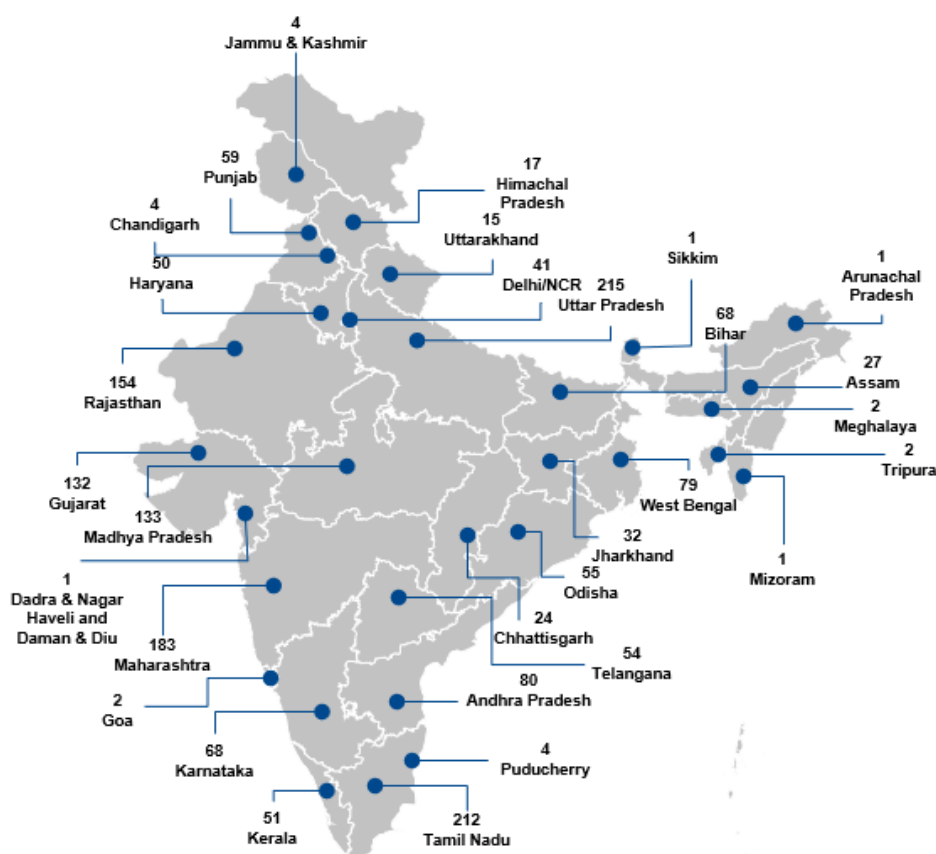 4
Jammu & Kashmir
59
Punjab
17
Himachal
Pradesh
4
Chandigarh
15
Uttarakhand
1
Sikkim
1
Arunachal
Pradesh
50
Haryana
41
Delhi/NCR
215
Uttar Pradesh
68
Bihar
154
Rajasthan
27
Assam
2
Meghalaya
2
Tripura
132
Gujarat
79
West Bengal
133
Madhya Pradesh
32
Jharkhand
1
Mizoram
55
Odisha
1
Dadra & Nagar
Haveli and
Daman & Diu
24
Chhattisgarh
183
Maharashtra
54
Telangana
80
Andhra Pradesh
2
Goa
68
Karnataka
4
Puducherry
51
Kerala
212
Tamil Nadu